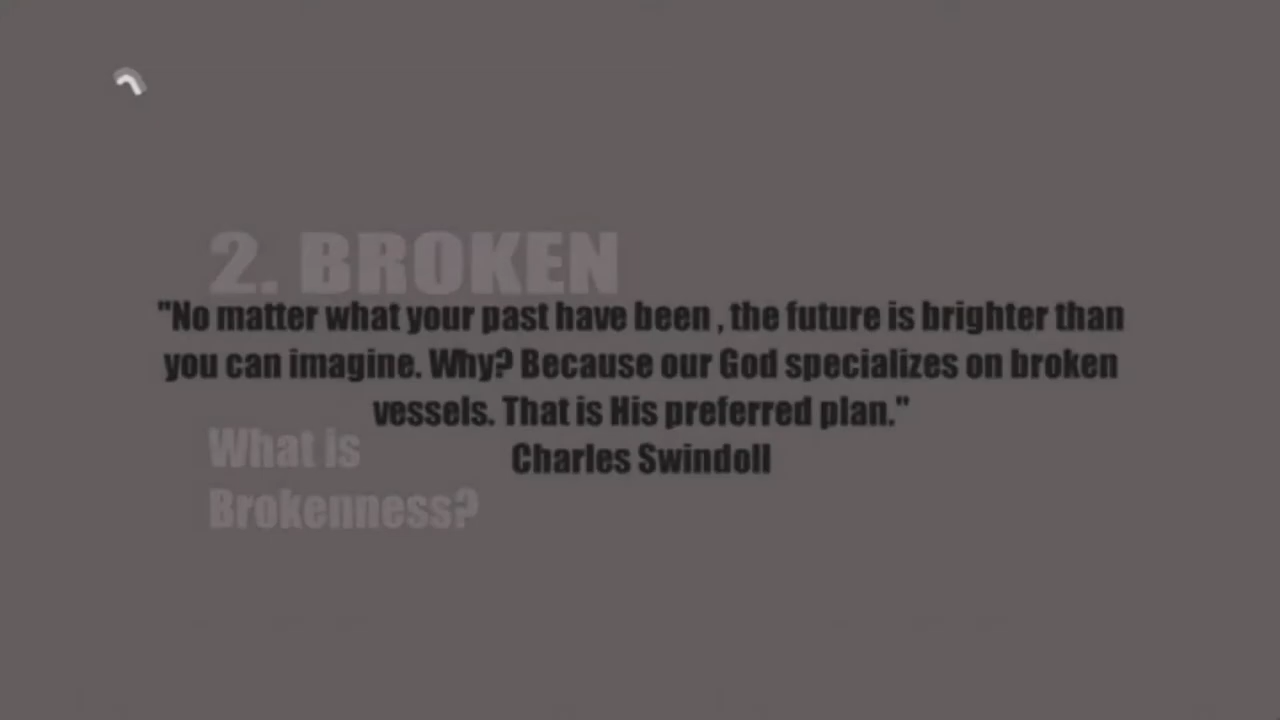 2. BROKEN
"No matter what your past have been , the future is brighter than
you can imagine. Why? Because our God specializes on broken
vessels. That is His preferred plan."
Charles Swindoll
What is
Brokenness?